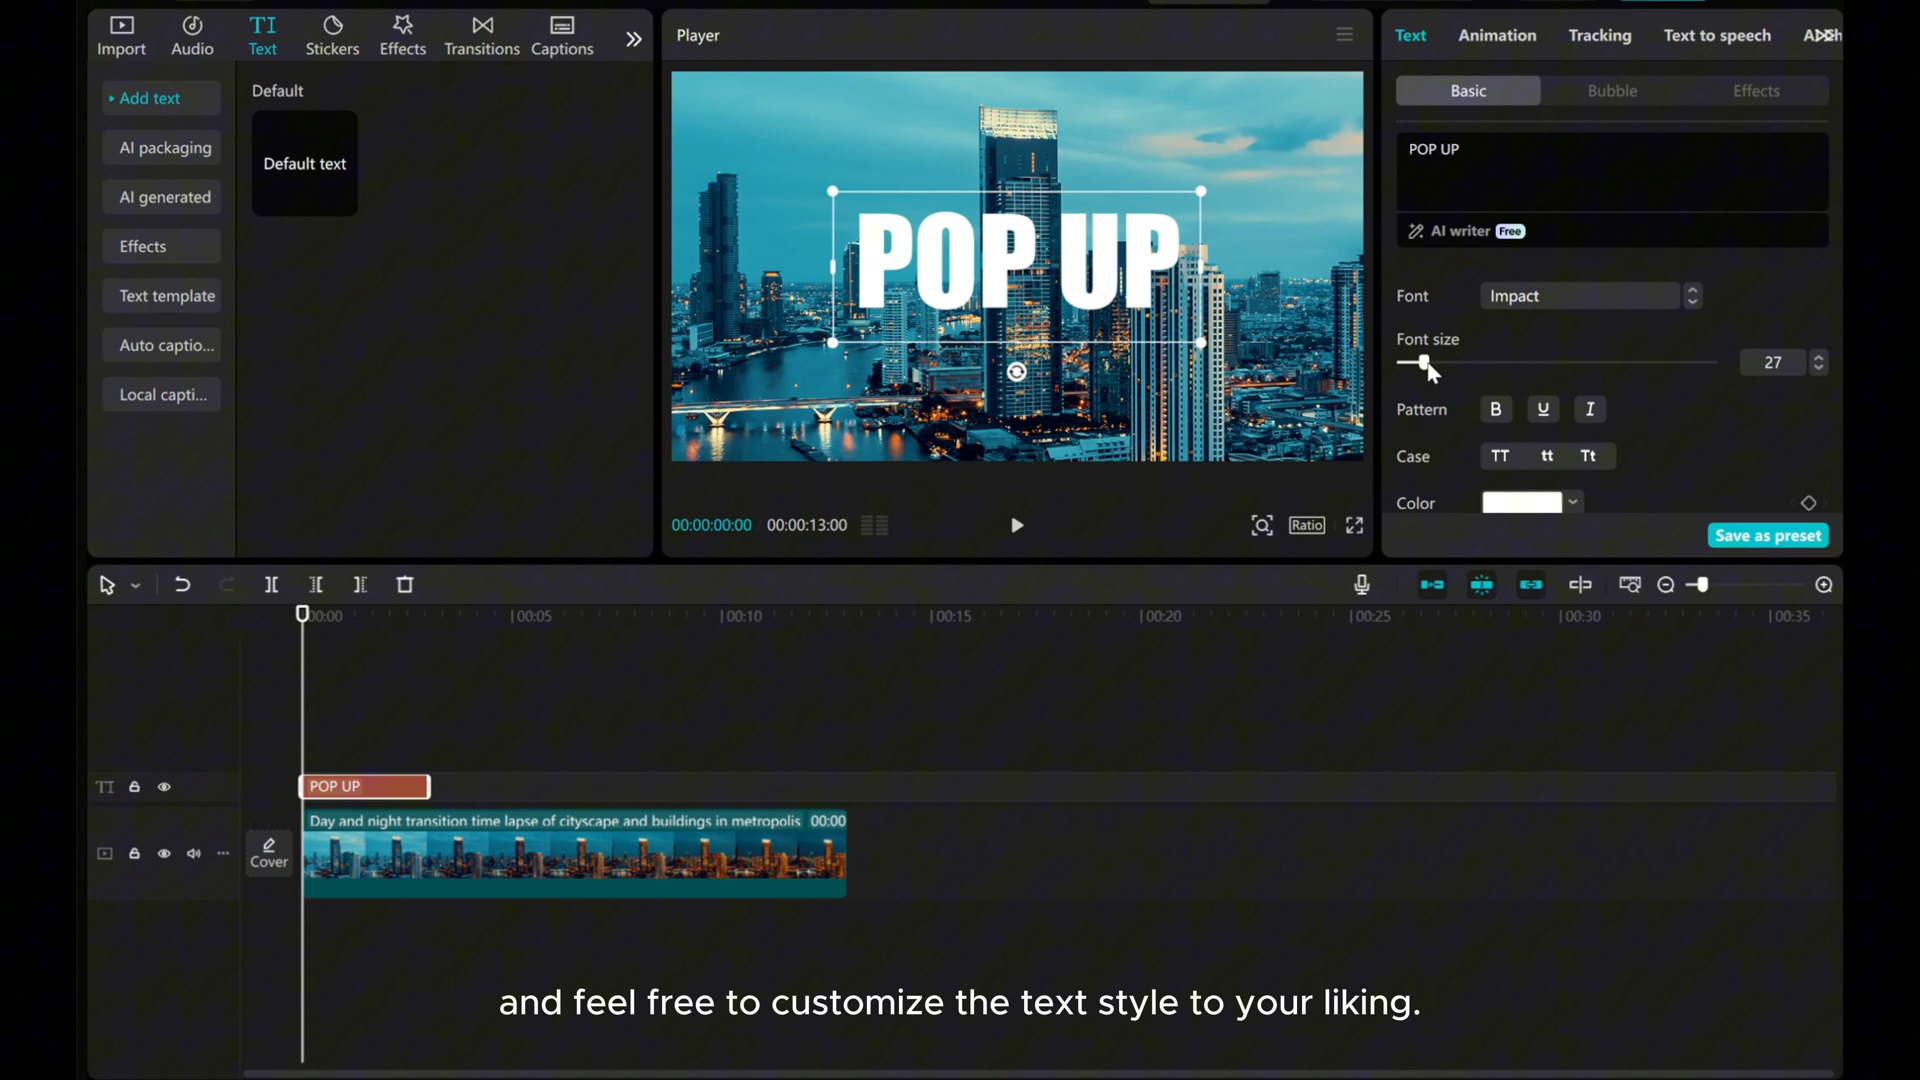 Import
Audio
TI
Text
Stickers
Effects
Transitions
Captions
Add text
AI packaging
AI generated
Effects
Text template
Auto captio...
Local capti...
Default
Default text
Player
POP UP
00:00:00:00 / 00:00:13:00
Ratio
Text
Animation
Tracking
Text to speech
Basic
Bubble
Effects
POP UP
AI writer Free
Font
Impact
Font size
27
Pattern
B U I
Case
TT tt Tt
Color
Save as preset
00:00
00:05
00:10
00:15
00:20
00:25
00:30
00:35
TI
POP UP
Day and night transition time lapse of cityscape and buildings in metropolis 00:00
Cover
and feel free to customize the text style to your liking.